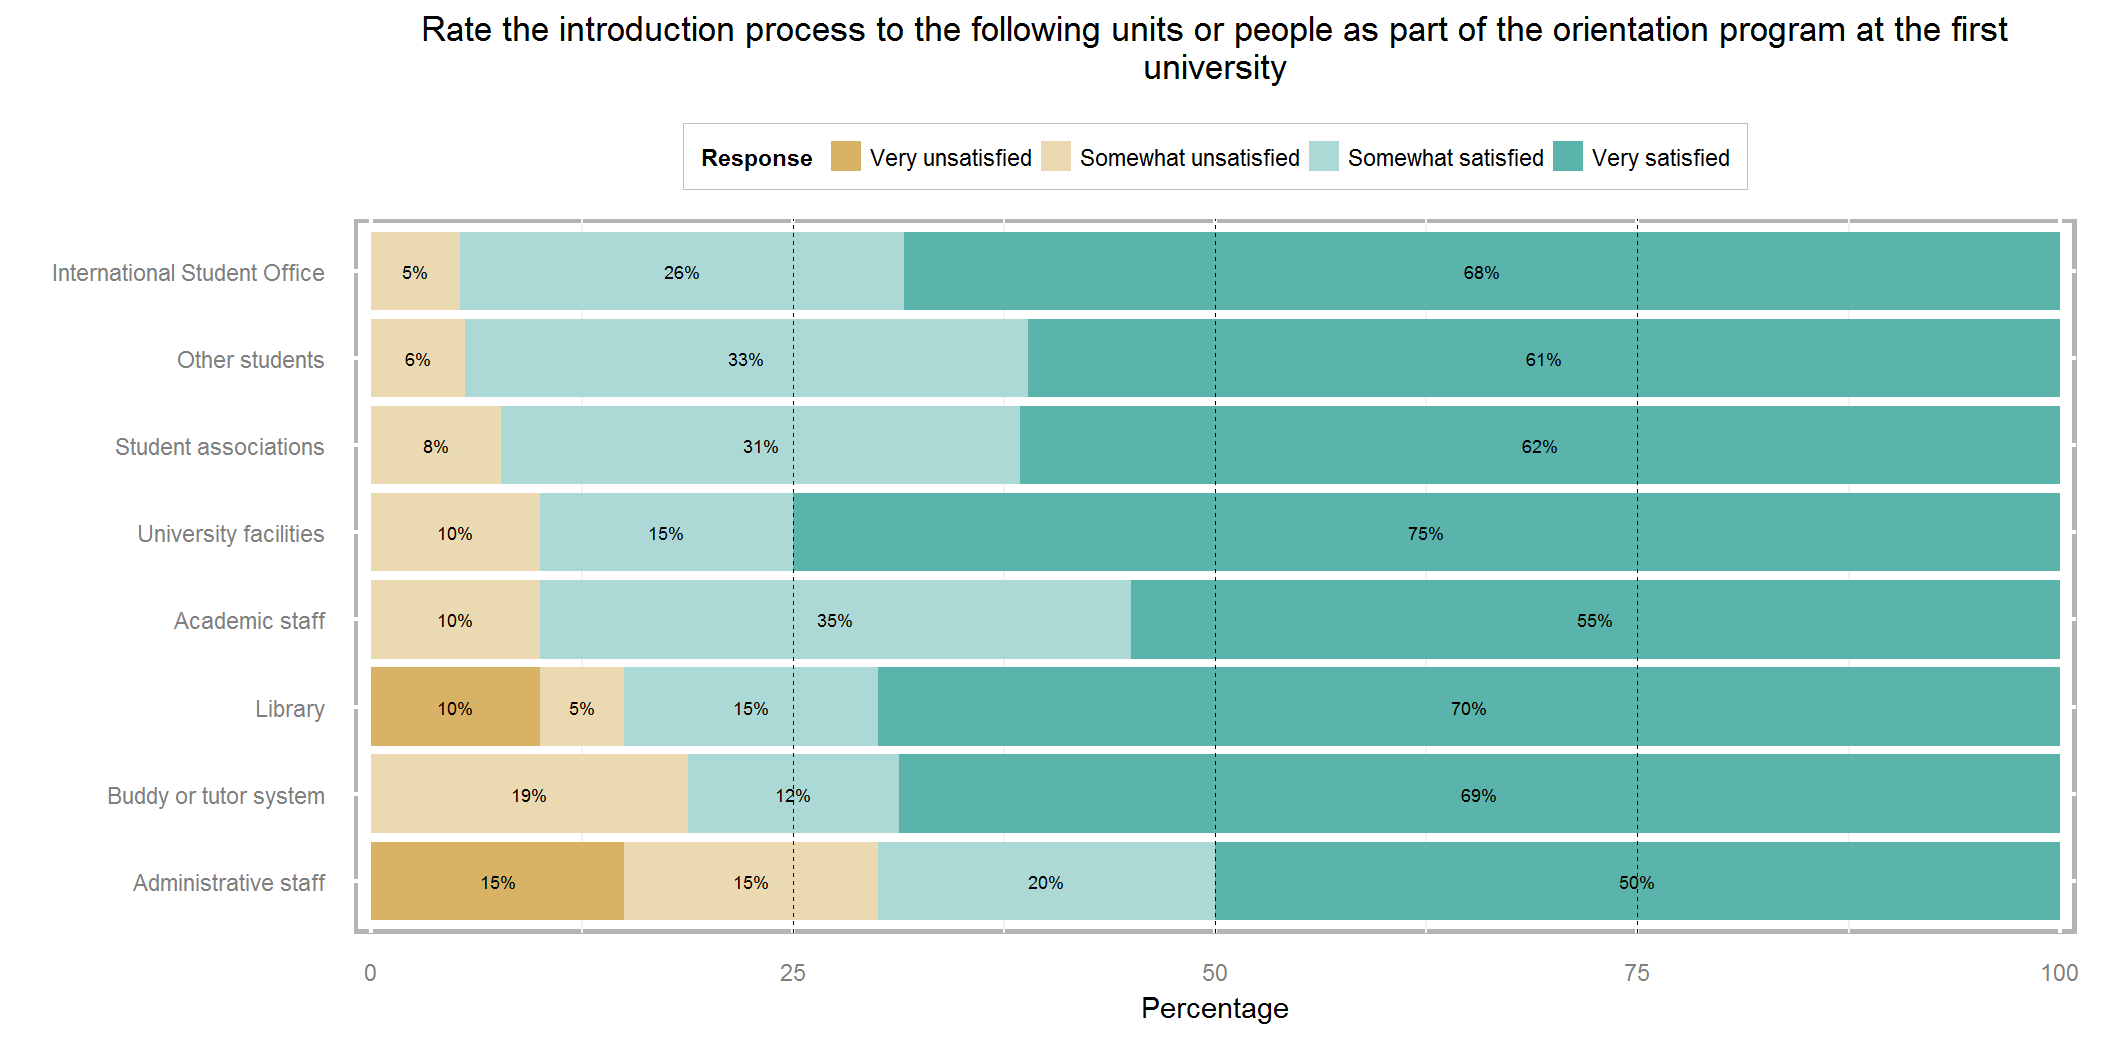 Rate the introduction process to the following units or people as part of the orientation program at the first
university
Response Very unsatisfied Somewhat unsatisfied Somewhat satisfied Very satisfied
International Student Office 5% 26% 68%
Other students 6% 33% 61%
Student associations 8% 31% 62%
University facilities 10% 15% 75%
Academic staff 10% 35% 55%
Library 10% 5% 15% 70%
Buddy or tutor system 19% 12% 69%
Administrative staff 15% 15% 20% 50%
0 25 50 75 100
Percentage